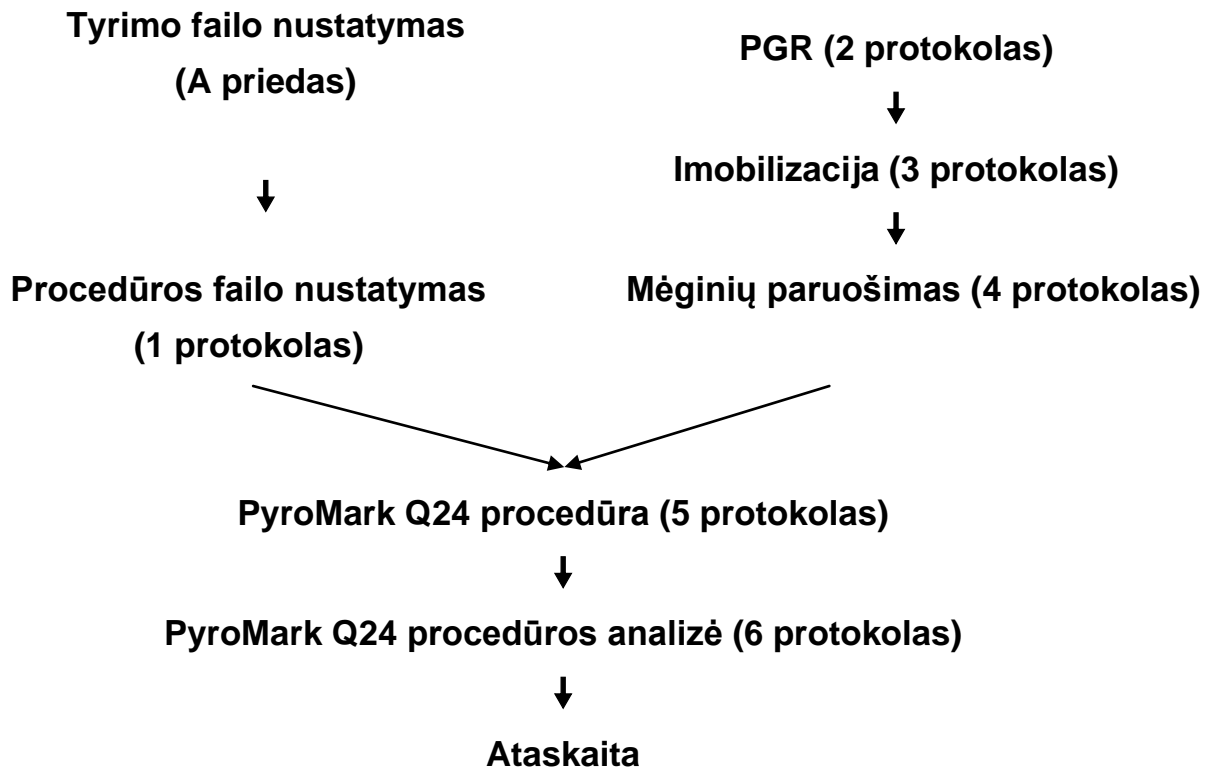 Tyrimo failo nustatymas
(A priedas)
PGR (2 protokolas)
Imobilizacija (3 protokolas)
Procedūros failo nustatymas
(1 protokolas)
Mėginių paruošimas (4 protokolas)
PyroMark Q24 procedūra (5 protokolas)
PyroMark Q24 procedūros analizė (6 protokolas)
Ataskaita